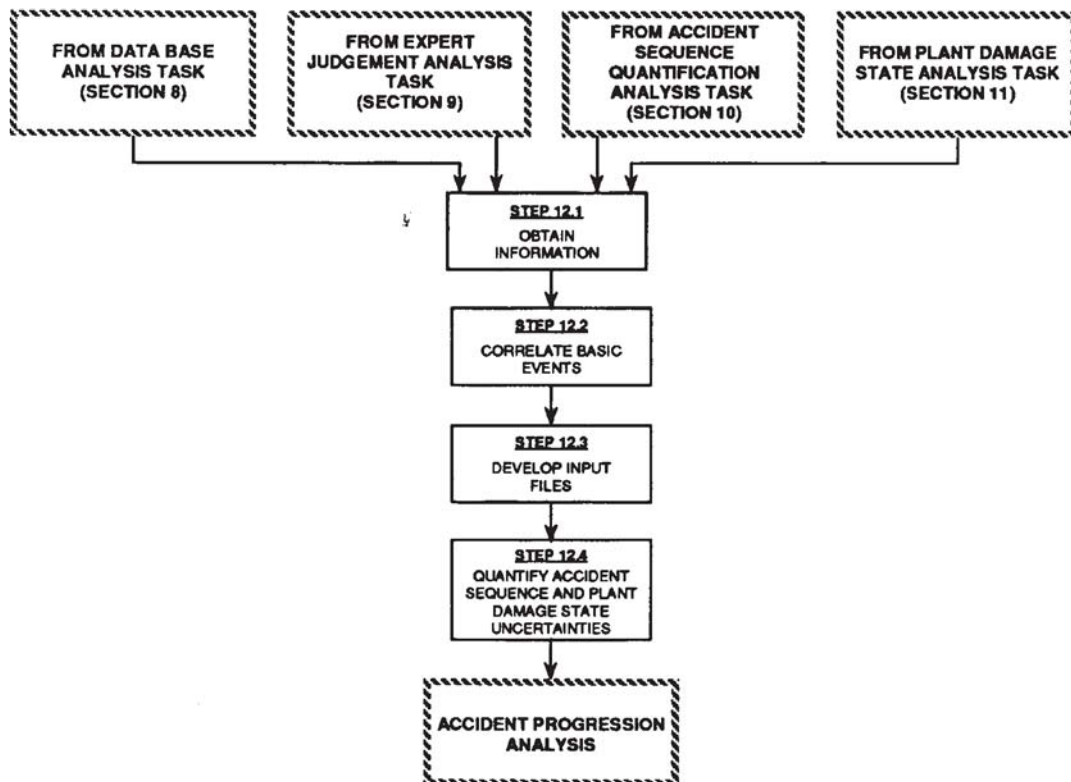 FROM DATA BASE
ANALYSIS TASK
(SECTION 8)
FROM EXPERT
JUDGEMENT ANALYSIS
TASK
(SECTION 9)
FROM ACCIDENT
SEQUENCE
QUANTIFICATION
ANALYSIS TASK
(SECTION 10)
FROM PLANT DAMAGE
STATE ANALYSIS TASK
(SECTION 11)
STEP 12.1
OBTAIN
INFORMATION
STEP 12.2
CORRELATE BASIC
EVENTS
STEP 12.3
DEVELOP INPUT
FILES
STEP 12.4
QUANTIFY ACCIDENT
SEQUENCE AND PLANT
DAMAGE STATE
UNCERTAINTIES
ACCIDENT PROGRESSION
ANALYSIS